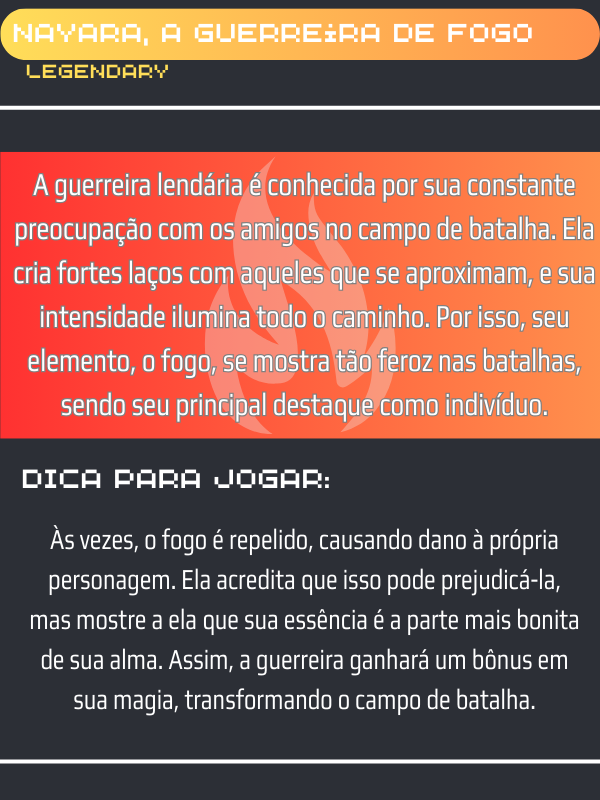 NAYARA, A GUERREiRA DE FOGO
LEGENDARY
A guerreira lendária é conhecida por sua constante
preocupação com os amigos no campo de batalha. Ela
cria fortes laços com aqueles que se aproximam, e sua
intensidade ilumina todo o caminho. Por isso, seu
elemento, o fogo, se mostra tão feroz nas batalhas,
sendo seu principal destaque como indivíduo.
DICA PARA JOGAR:
Às vezes, o fogo é repelido, causando dano à própria
personagem. Ela acredita que isso pode prejudicá-la,
mas mostre a ela que sua essência é a parte mais bonita
de sua alma. Assim, a guerreira ganhará um bônus em
sua magia, transformando o campo de batalha.